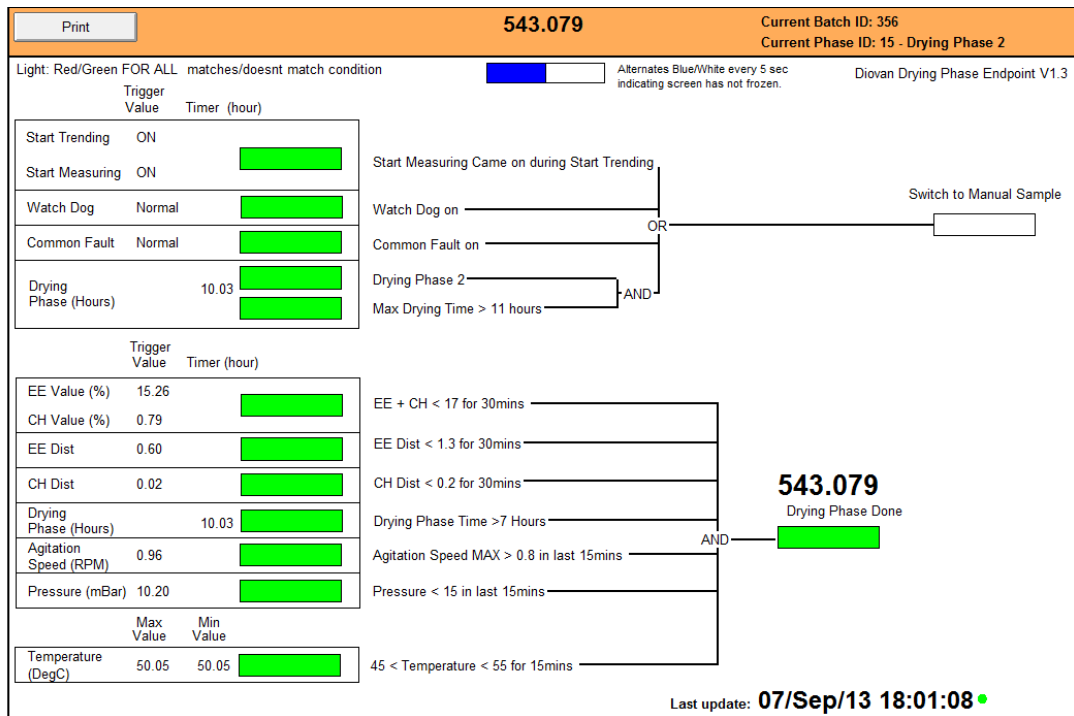 Print
543.079
Current Batch ID: 356
Current Phase ID: 15 - Drying Phase 2
Light: Red/Green FOR ALL matches/doesnt match condition
Alternates Blue/White every 5 sec
indicating screen has not frozen.
Diovan Drying Phase Endpoint V1.3
Trigger
Value Timer (hour)
Start Trending ON
Start Measuring ON
Start Measuring Came on during Start Trending
Watch Dog Normal
Watch Dog on
Common Fault Normal
Common Fault on
Drying
Phase (Hours) 10.03
Drying Phase 2
Max Drying Time > 11 hours
AND
OR
Switch to Manual Sample
Trigger
Value Timer (hour)
EE Value (%) 15.26
CH Value (%) 0.79
EE + CH < 17 for 30mins
EE Dist 0.60
EE Dist < 1.3 for 30mins
CH Dist 0.02
CH Dist < 0.2 for 30mins
Drying
Phase (Hours) 10.03
Drying Phase Time >7 Hours
Agitation
Speed (RPM) 0.96
Agitation Speed MAX > 0.8 in last 15mins
Pressure (mBar) 10.20
Pressure < 15 in last 15mins
Max
Value
Min
Value
Temperature
(DegC) 50.05 50.05
45 < Temperature < 55 for 15mins
AND
543.079
Drying Phase Done
Last update: 07/Sep/13 18:01:08